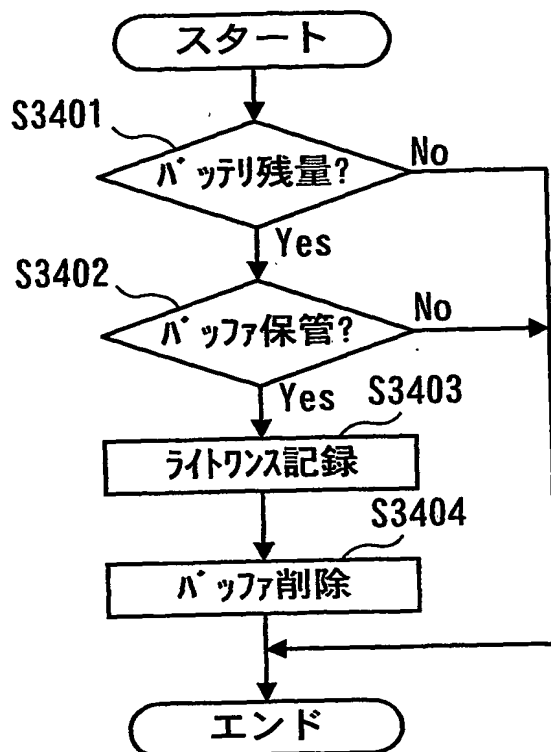 スタート
S3401
バッテリ残量?
No
Yes
S3402
バッファ保管?
No
Yes
S3403
ライトワンス記録
S3404
バッファ削除
エンド